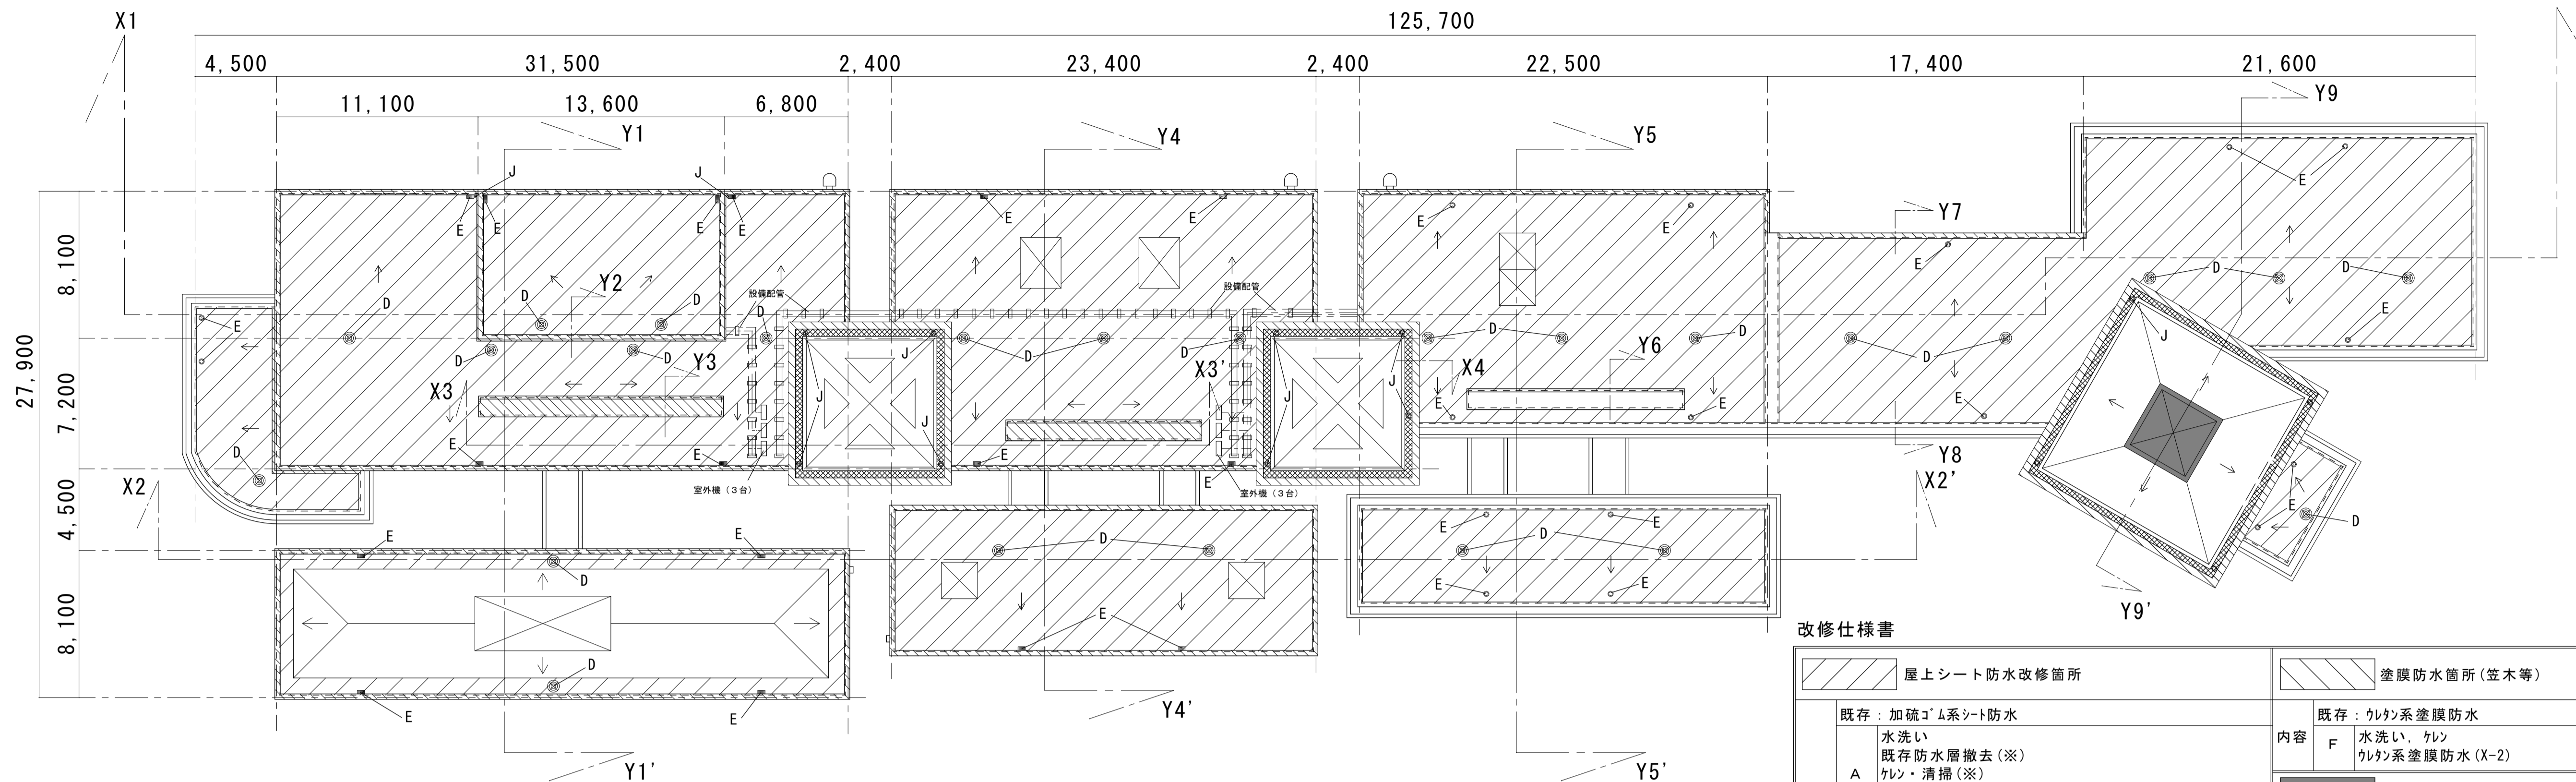 X1
125,700
4,500 31,500 2,400 23,400 2,400 22,500 17,400 21,600
11,100 13,600 6,800
Y9
Y1 Y4 Y5
J J
E E E E E E
E E E E
Y7
8,100
Y2
E
設備配管 設備配管
D D D D D
E
D D D D D D D
E
27,900
D D Y3 J Y6
X3 X3' X4
7,200
J J J J J
E E
E E E E
Y8
D
室外機(3台) 室外機(3台)
X2 X2'
E D
4,500
E E E E
D D
D
E E
8,100
Y9'
E
D
E E
Y4'
Y1' Y5'
改修仕様書
屋上シート防水改修箇所 塗膜防水箇所(笠木等)
既存:加硫ゴム系シート防水 既存:ウレタン系塗膜防水
水洗い
既存防水層撤去(※)
A ケレン・清掃(※)
内容 F 水洗い, ケレン
ウレタン系塗膜防水(X-2)